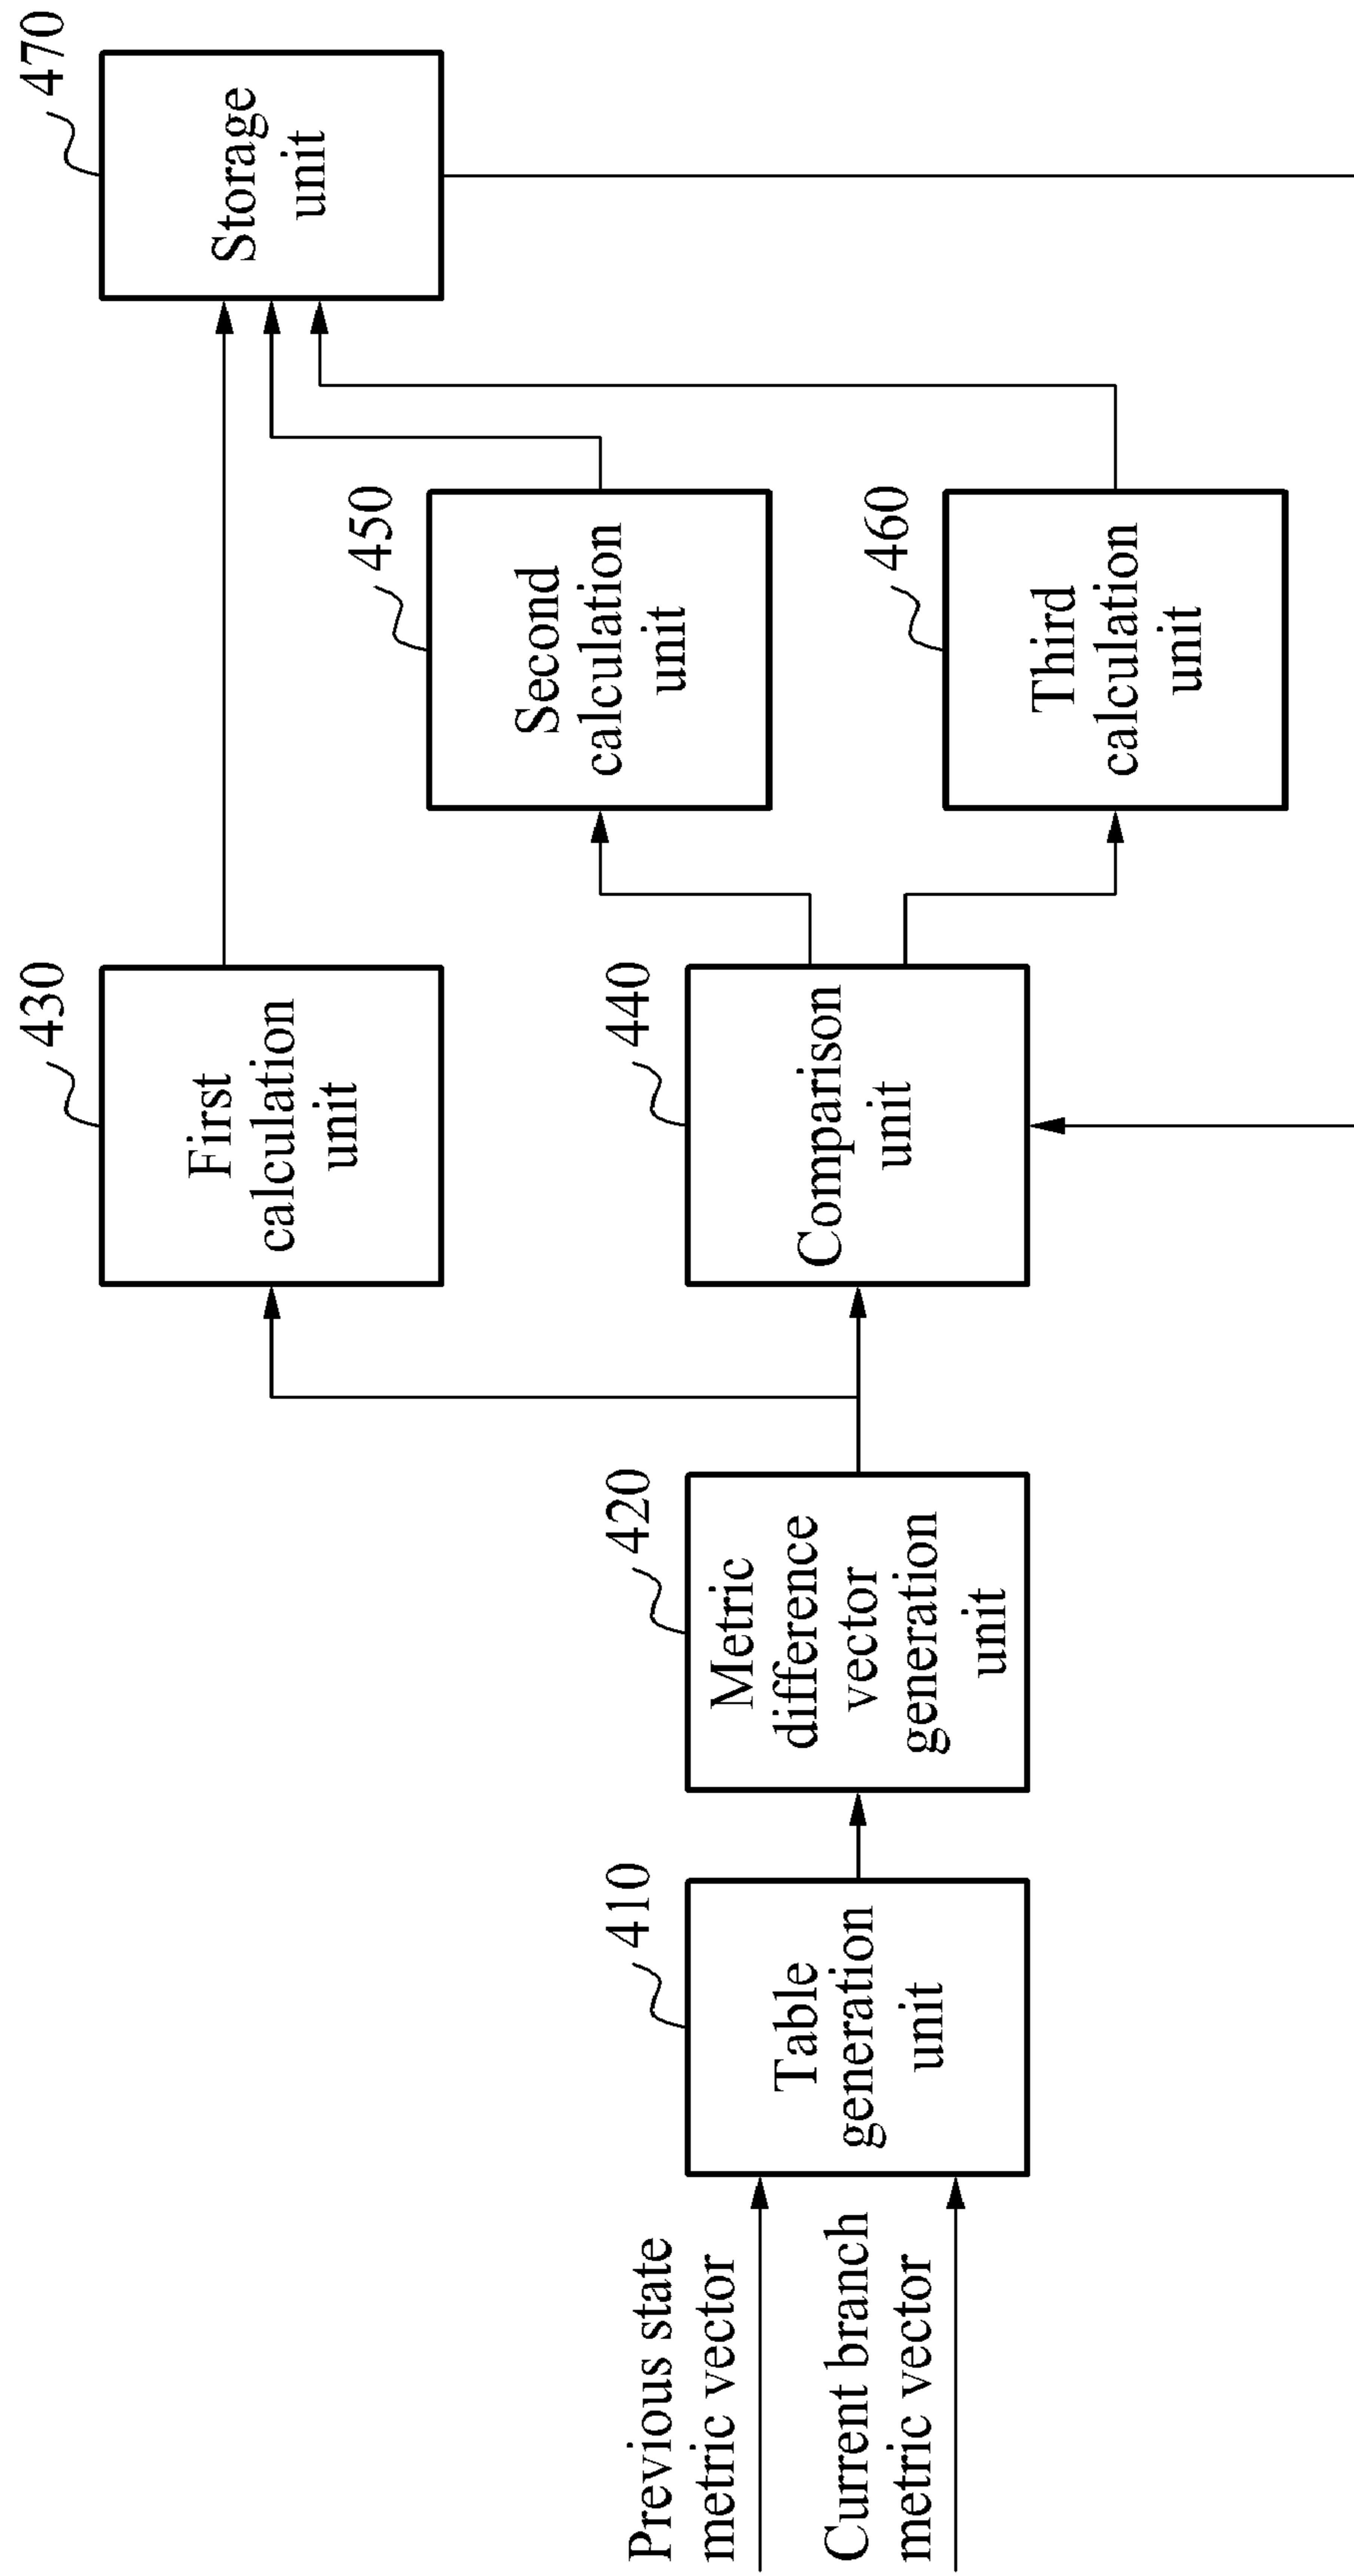 Previous state
metric vector
Current branch
metric vector
410
Table
generation
unit
420
Metric
difference
vector
generation
unit
430
First
calculation
unit
440
Comparison
unit
450
Second
calculation
unit
460
Third
calculation
unit
470
Storage
unit